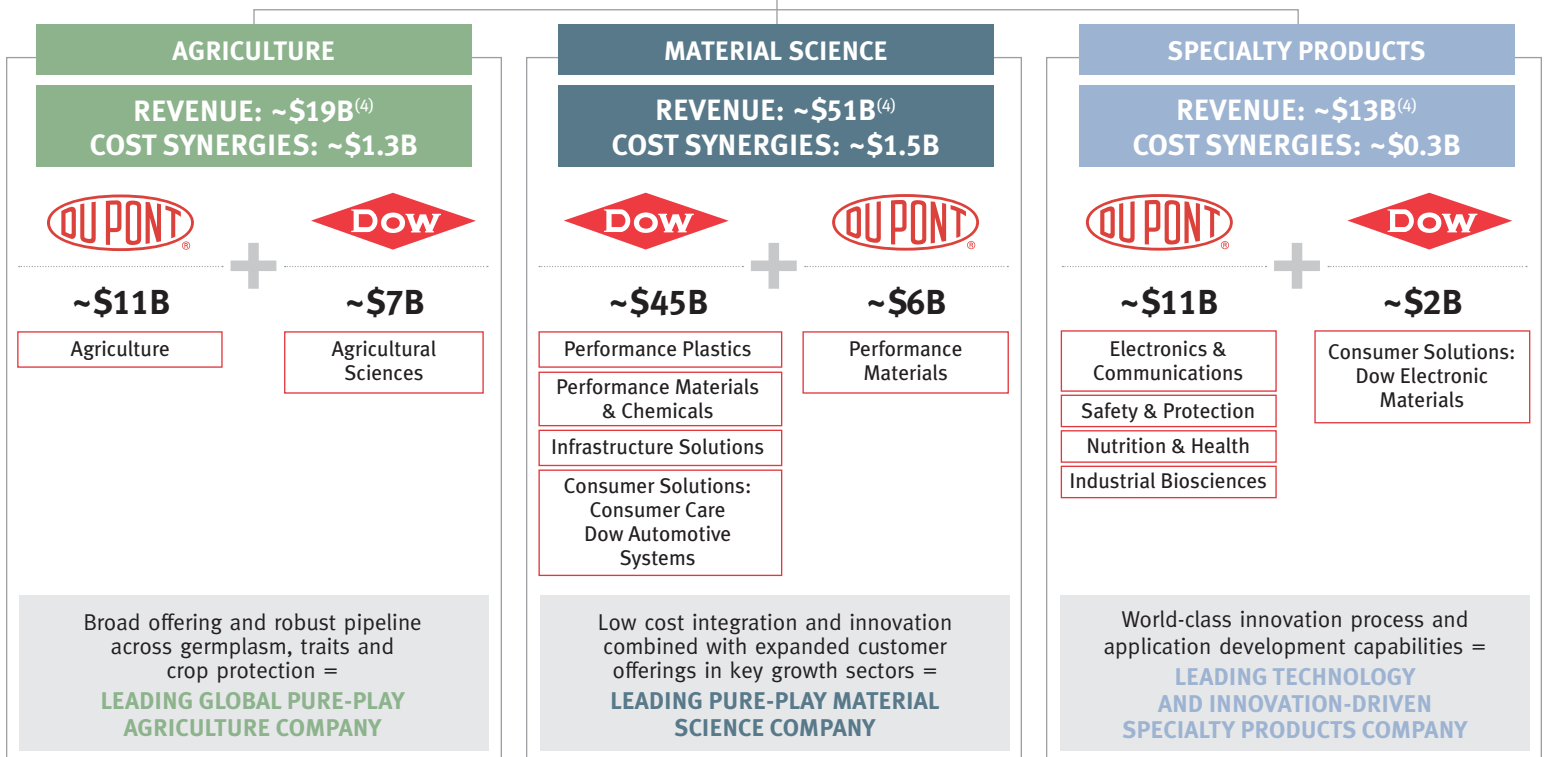 AGRICULTURE
REVENUE: ~$19B(4)
COST SYNERGIES: ~$1.3B
DU PONT®
Dow
~$11B
~$7B
Agriculture
Agricultural
Sciences
Broad offering and robust pipeline
across germplasm, traits and
crop protection =
LEADING GLOBAL PURE-PLAY
AGRICULTURE COMPANY
MATERIAL SCIENCE
REVENUE: ~$51B(4)
COST SYNERGIES: ~$1.5B
Dow
DU PONT®
~$45B
~$6B
Performance Plastics
Performance Materials
& Chemicals
Infrastructure Solutions
Consumer Solutions:
Consumer Care
Dow Automotive
Systems
Performance
Materials
Low cost integration and innovation
combined with expanded customer
offerings in key growth sectors =
LEADING PURE-PLAY MATERIAL
SCIENCE COMPANY
SPECIALTY PRODUCTS
REVENUE: ~$13B(4)
COST SYNERGIES: ~$0.3B
DU PONT®
Dow
~$11B
~$2B
Electronics &
Communications
Safety & Protection
Nutrition & Health
Industrial Biosciences
Consumer Solutions:
Dow Electronic
Materials
World-class innovation process and
application development capabilities =
LEADING TECHNOLOGY
AND INNOVATION-DRIVEN
SPECIALTY PRODUCTS COMPANY